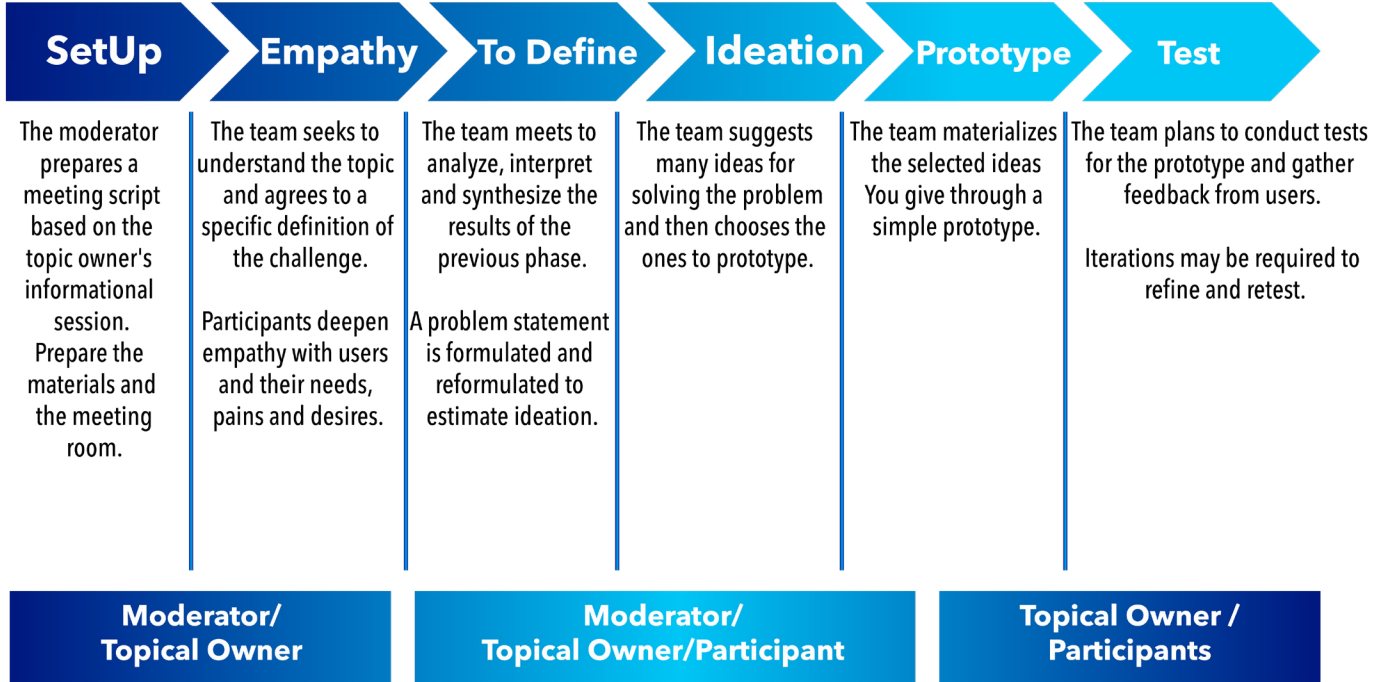 SetUp
Empathy
To Define
Ideation
Prototype
Test
The moderator
prepares a
meeting script
based on the
topic owner's
informational
session.
Prepare the
materials and
the meeting
room.
The team seeks to
understand the topic
and agrees to a
specific definition of
the challenge.
Participants deepen
empathy with users
and their needs,
pains and desires.
The team meets to
analyze, interpret
and synthesize the
results of the
previous phase.
A problem statement
is formulated and
reformulated to
estimate ideation.
The team suggests
many ideas for
solving the problem
and then chooses the
ones to prototype.
The team materializes
the selected ideas
You give through a
simple prototype.
The team plans to conduct tests
for the prototype and gather
feedback from users.
Iterations may be required to
refine and retest.
Moderator/
Topical Owner
Moderator/
Topical Owner/Participant
Topical Owner /
Participants